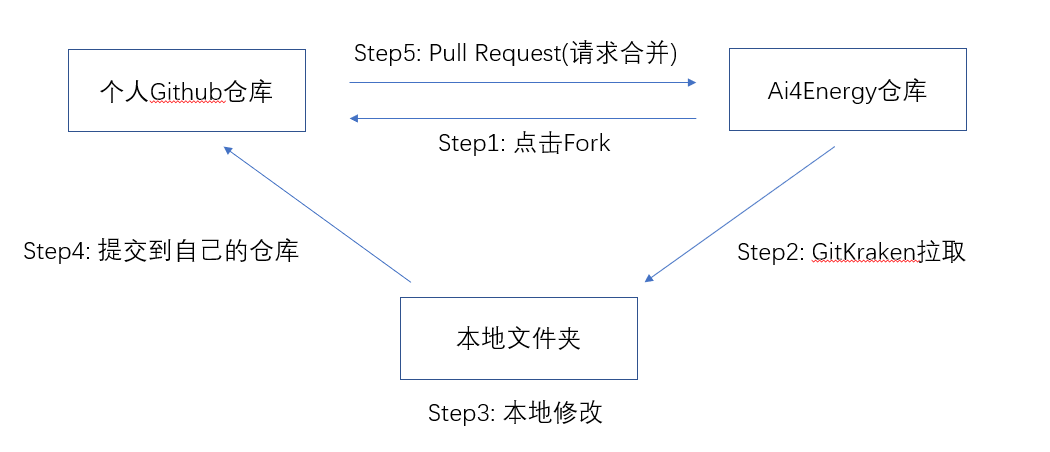 Step5: Pull Request(请求合并)
个人Github仓库
Ai4Energy仓库
Step1: 点击Fork
Step4: 提交到自己的仓库
Step2: GitKraken拉取
本地文件夹
Step3: 本地修改